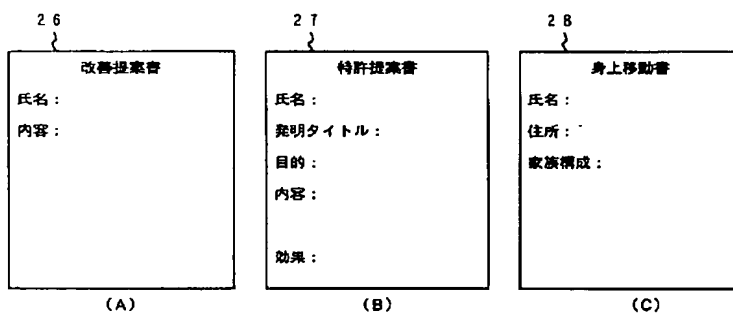 26
改善提案書
氏名：
内容：
(A)
27
特許提案書
氏名：
発明タイトル：
目的：
内容：
効果：
(B)
28
身上移動書
氏名：
住所：
家族構成：
(C)